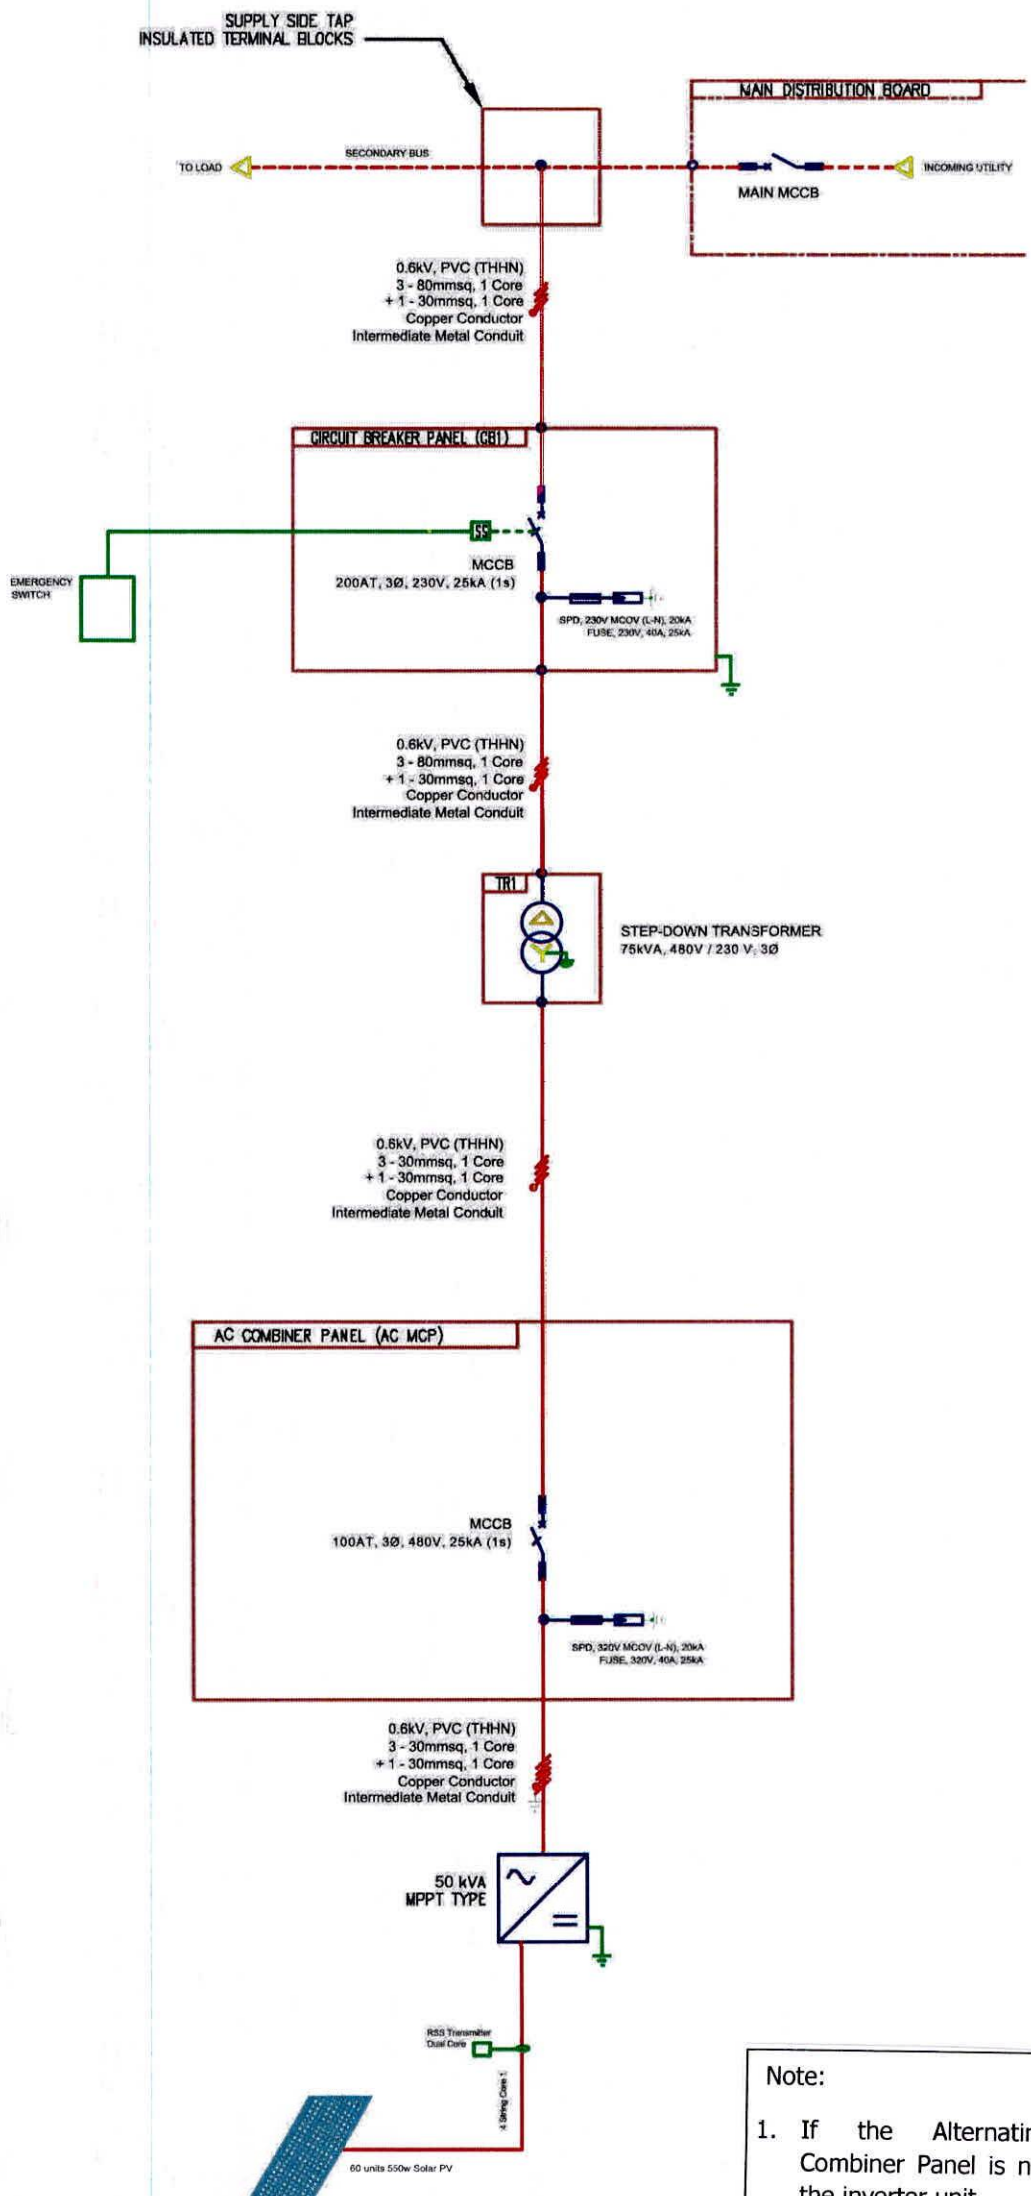 SUPPLY SIDE TAP
INSULATED TERMINAL BLOCKS
MAIN DISTRIBUTION BOARD
TO LOAD
SECONDARY BUS
INCOMING UTILITY
MAIN MCCB
0.6kV, PVC (THHN)
3 - 80mmsq, 1 Core
+ 1 - 30mmsq, 1 Core
Copper Conductor
Intermediate Metal Conduit
CIRCUIT BREAKER PANEL (CB1)
SS
EMERGENCY
SWITCH
MCCB
200AT, 3Ø, 230V, 25kA (1s)
SPD, 230V MCOV (L-N), 20kA
FUSE, 230V, 40A, 25kA
0.6kV, PVC (THHN)
3 - 80mmsq, 1 Core
+ 1 - 30mmsq, 1 Core
Copper Conductor
Intermediate Metal Conduit
TR1
STEP-DOWN TRANSFORMER
75kVA, 480V / 230 V, 3Ø
0.6kV, PVC (THHN)
3 - 30mmsq, 1 Core
+ 1 - 30mmsq, 1 Core
Copper Conductor
Intermediate Metal Conduit
AC COMBINER PANEL (AC MCP)
MCCB
100AT, 3Ø, 480V, 25kA (1s)
SPD, 320V MCOV (L-N), 20kA
FUSE, 320V, 40A, 25kA
0.6kV, PVC (THHN)
3 - 30mmsq, 1 Core
+ 1 - 30mmsq, 1 Core
Copper Conductor
Intermediate Metal Conduit
50 kVA
MPPT TYPE
RSS Transmitter
Dual Core
4 String Core 1
60 units 550w Solar PV
Note:
1. If the Alternatin
Combiner Panel is n
the inverter unit